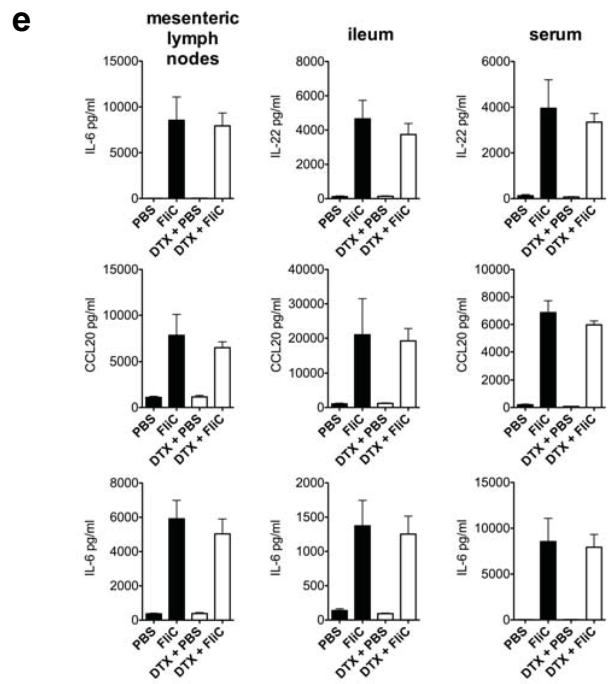 e
mesenteric
lymph
nodes
ileum
serum
IL-6 pg/ml
15000
10000
5000
0
PBS
FliC
DTX + PBS
DTX + FliC
IL-22 pg/ml
8000
6000
4000
2000
0
PBS
FliC
DTX + PBS
DTX + FliC
IL-22 pg/ml
6000
4000
2000
0
PBS
FliC
DTX + PBS
DTX + FliC
CCL20 pg/ml
15000
10000
5000
0
PBS
FliC
DTX + PBS
DTX + FliC
CCL20 pg/ml
40000
30000
20000
10000
0
PBS
FliC
DTX + PBS
DTX + FliC
CCL20 pg/ml
10000
8000
6000
4000
2000
0
PBS
FliC
DTX + PBS
DTX + FliC
IL-6 pg/ml
8000
6000
4000
2000
0
PBS
FliC
DTX + PBS
DTX + FliC
IL-6 pg/ml
2000
1500
1000
500
0
PBS
FliC
DTX + PBS
DTX + FliC
IL-6 pg/ml
15000
10000
5000
0
PBS
FliC
DTX + PBS
DTX + FliC